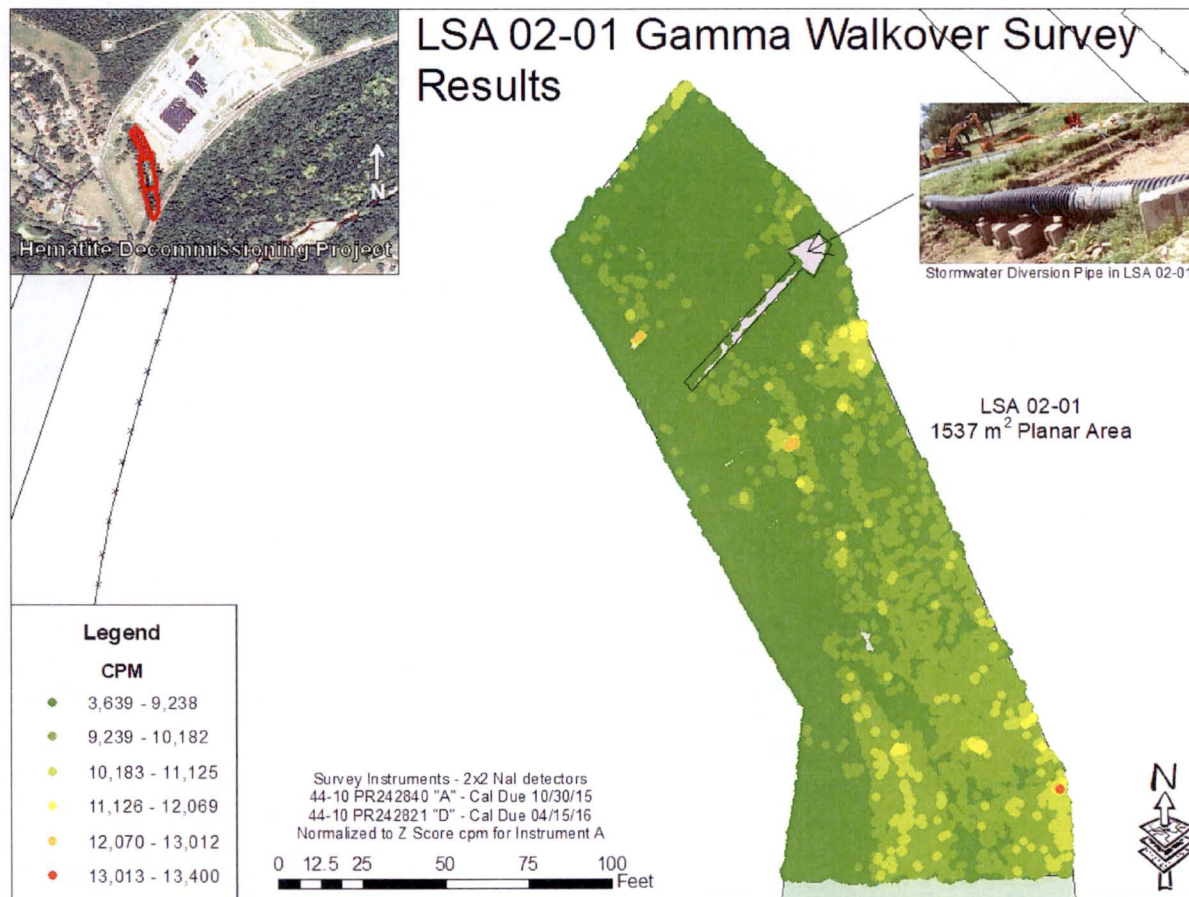 LSA 02-01 Gamma Walkover Survey
Results
N
Hematite Decommissioning Project
Stormwater Diversion Pipe in LSA 02-01
LSA 02-01
1537 m² Planar Area
Legend
CPM
3,639 - 9,238
9,239 - 10,182
10,183 - 11,125
11,126 - 12,069
12,070 - 13,012
13,013 - 13,400
Survey Instruments - 2x2 NaI detectors
44-10 PR242840 "A" - Cal Due 10/30/15
44-10 PR242821 "D" - Cal Due 04/15/16
Normalized to Z Score cpm for Instrument A
0 12.5 25 50 75 100
Feet
N